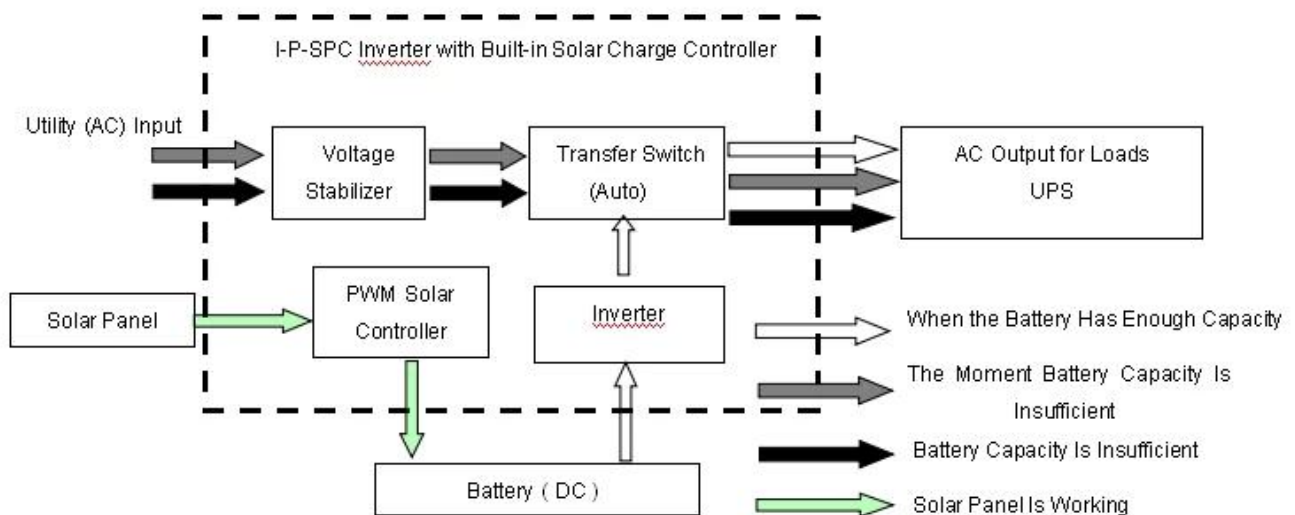 I-P-SPC Inverter with Built-in Solar Charge Controller
Utility (AC) Input
Voltage
Stabilizer
Transfer Switch
(Auto)
AC Output for Loads
UPS
Solar Panel
PWM Solar
Controller
Inverter
Battery ( DC )
When the Battery Has Enough Capacity
The Moment Battery Capacity Is
Insufficient
Battery Capacity Is Insufficient
Solar Panel Is Working